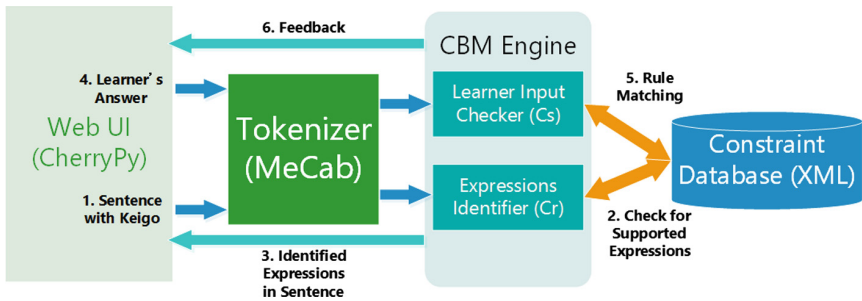 6. Feedback
CBM Engine
4. Learner's
Answer
Web UI
(CherryPy)
Tokenizer
(MeCab)
Learner Input
Checker (Cs)
5. Rule
Matching
Constraint
Database (XML)
1. Sentence
with Keigo
Expressions
Identifier (Cr)
2. Check for
Supported
Expressions
3. Identified
Expressions
in Sentence